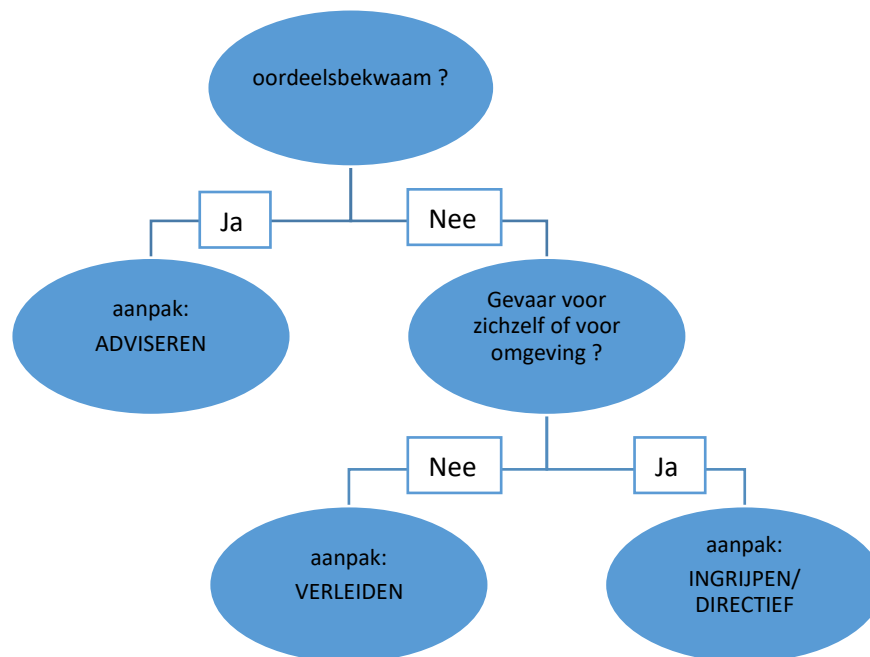 oordeelsbekwaam ?
Ja
Nee
aanpak:
ADVISEREN
Gevaar voor
zichzelf of voor
omgeving ?
Nee
Ja
aanpak:
VERLEIDEN
aanpak:
INGRIJPEN/
DIRECTIEF